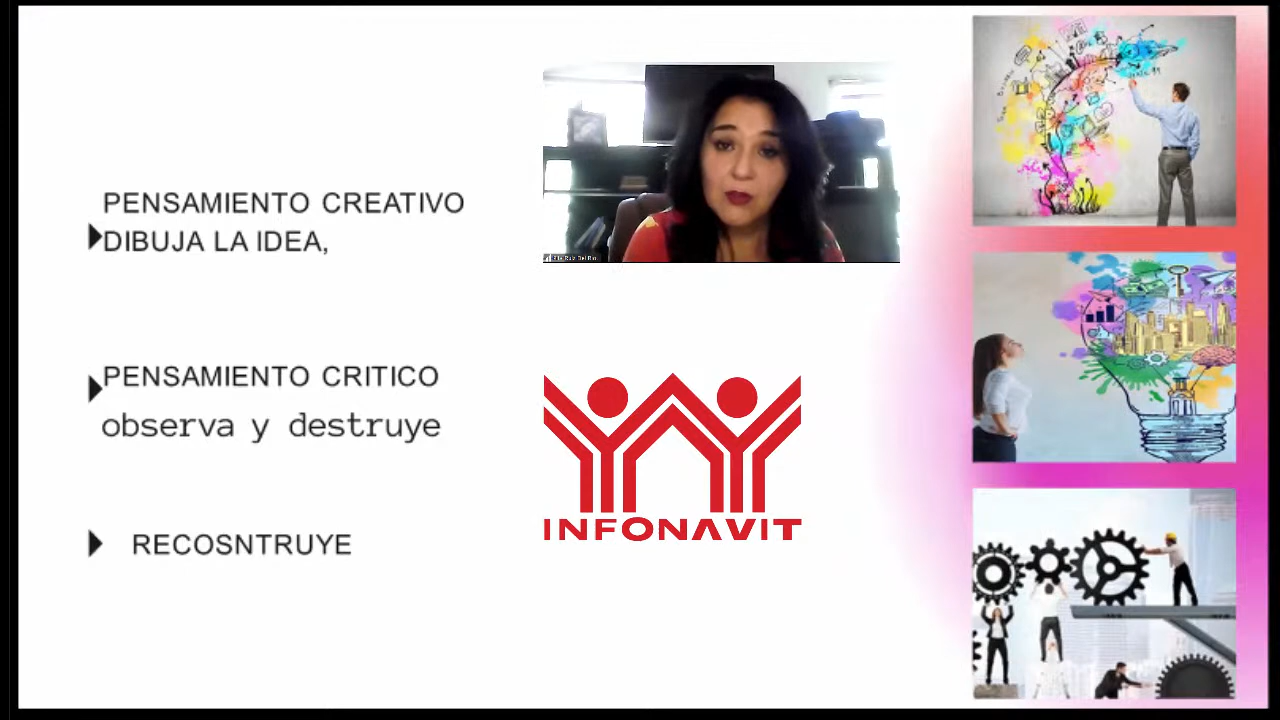 PENSAMIENTO CREATIVO
DIBUJA LA IDEA,
PENSAMIENTO CRITICO
observa y destruye
RECOSNTRUYE
INFONAVIT